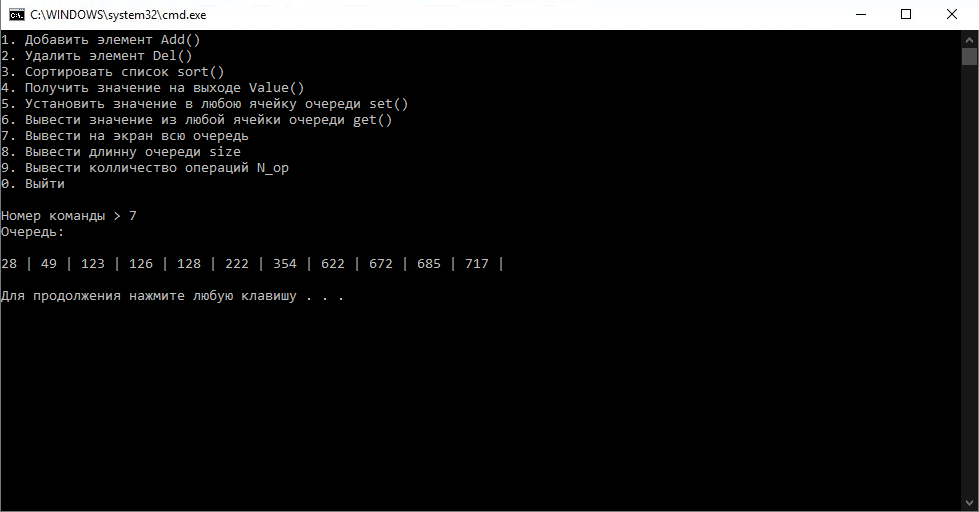 C:\WINDOWS\system32\cmd.exe
1. Добавить элемент Add()
2. Удалить элемент Del()
3. Сортировать список sort()
4. Получить значение на выходе Value()
5. Установить значение в любою ячейку очереди set()
6. Вывести значение из любой ячейки очереди get()
7. Вывести на экран всю очередь
8. Вывести длинну очереди size
9. Вывести колличество операций N_op
0. Выйти
Номер команды > 7
Очередь:
28 | 49 | 123 | 126 | 128 | 222 | 354 | 622 | 672 | 685 | 717 |
Для продолжения нажмите любую клавишу . . .